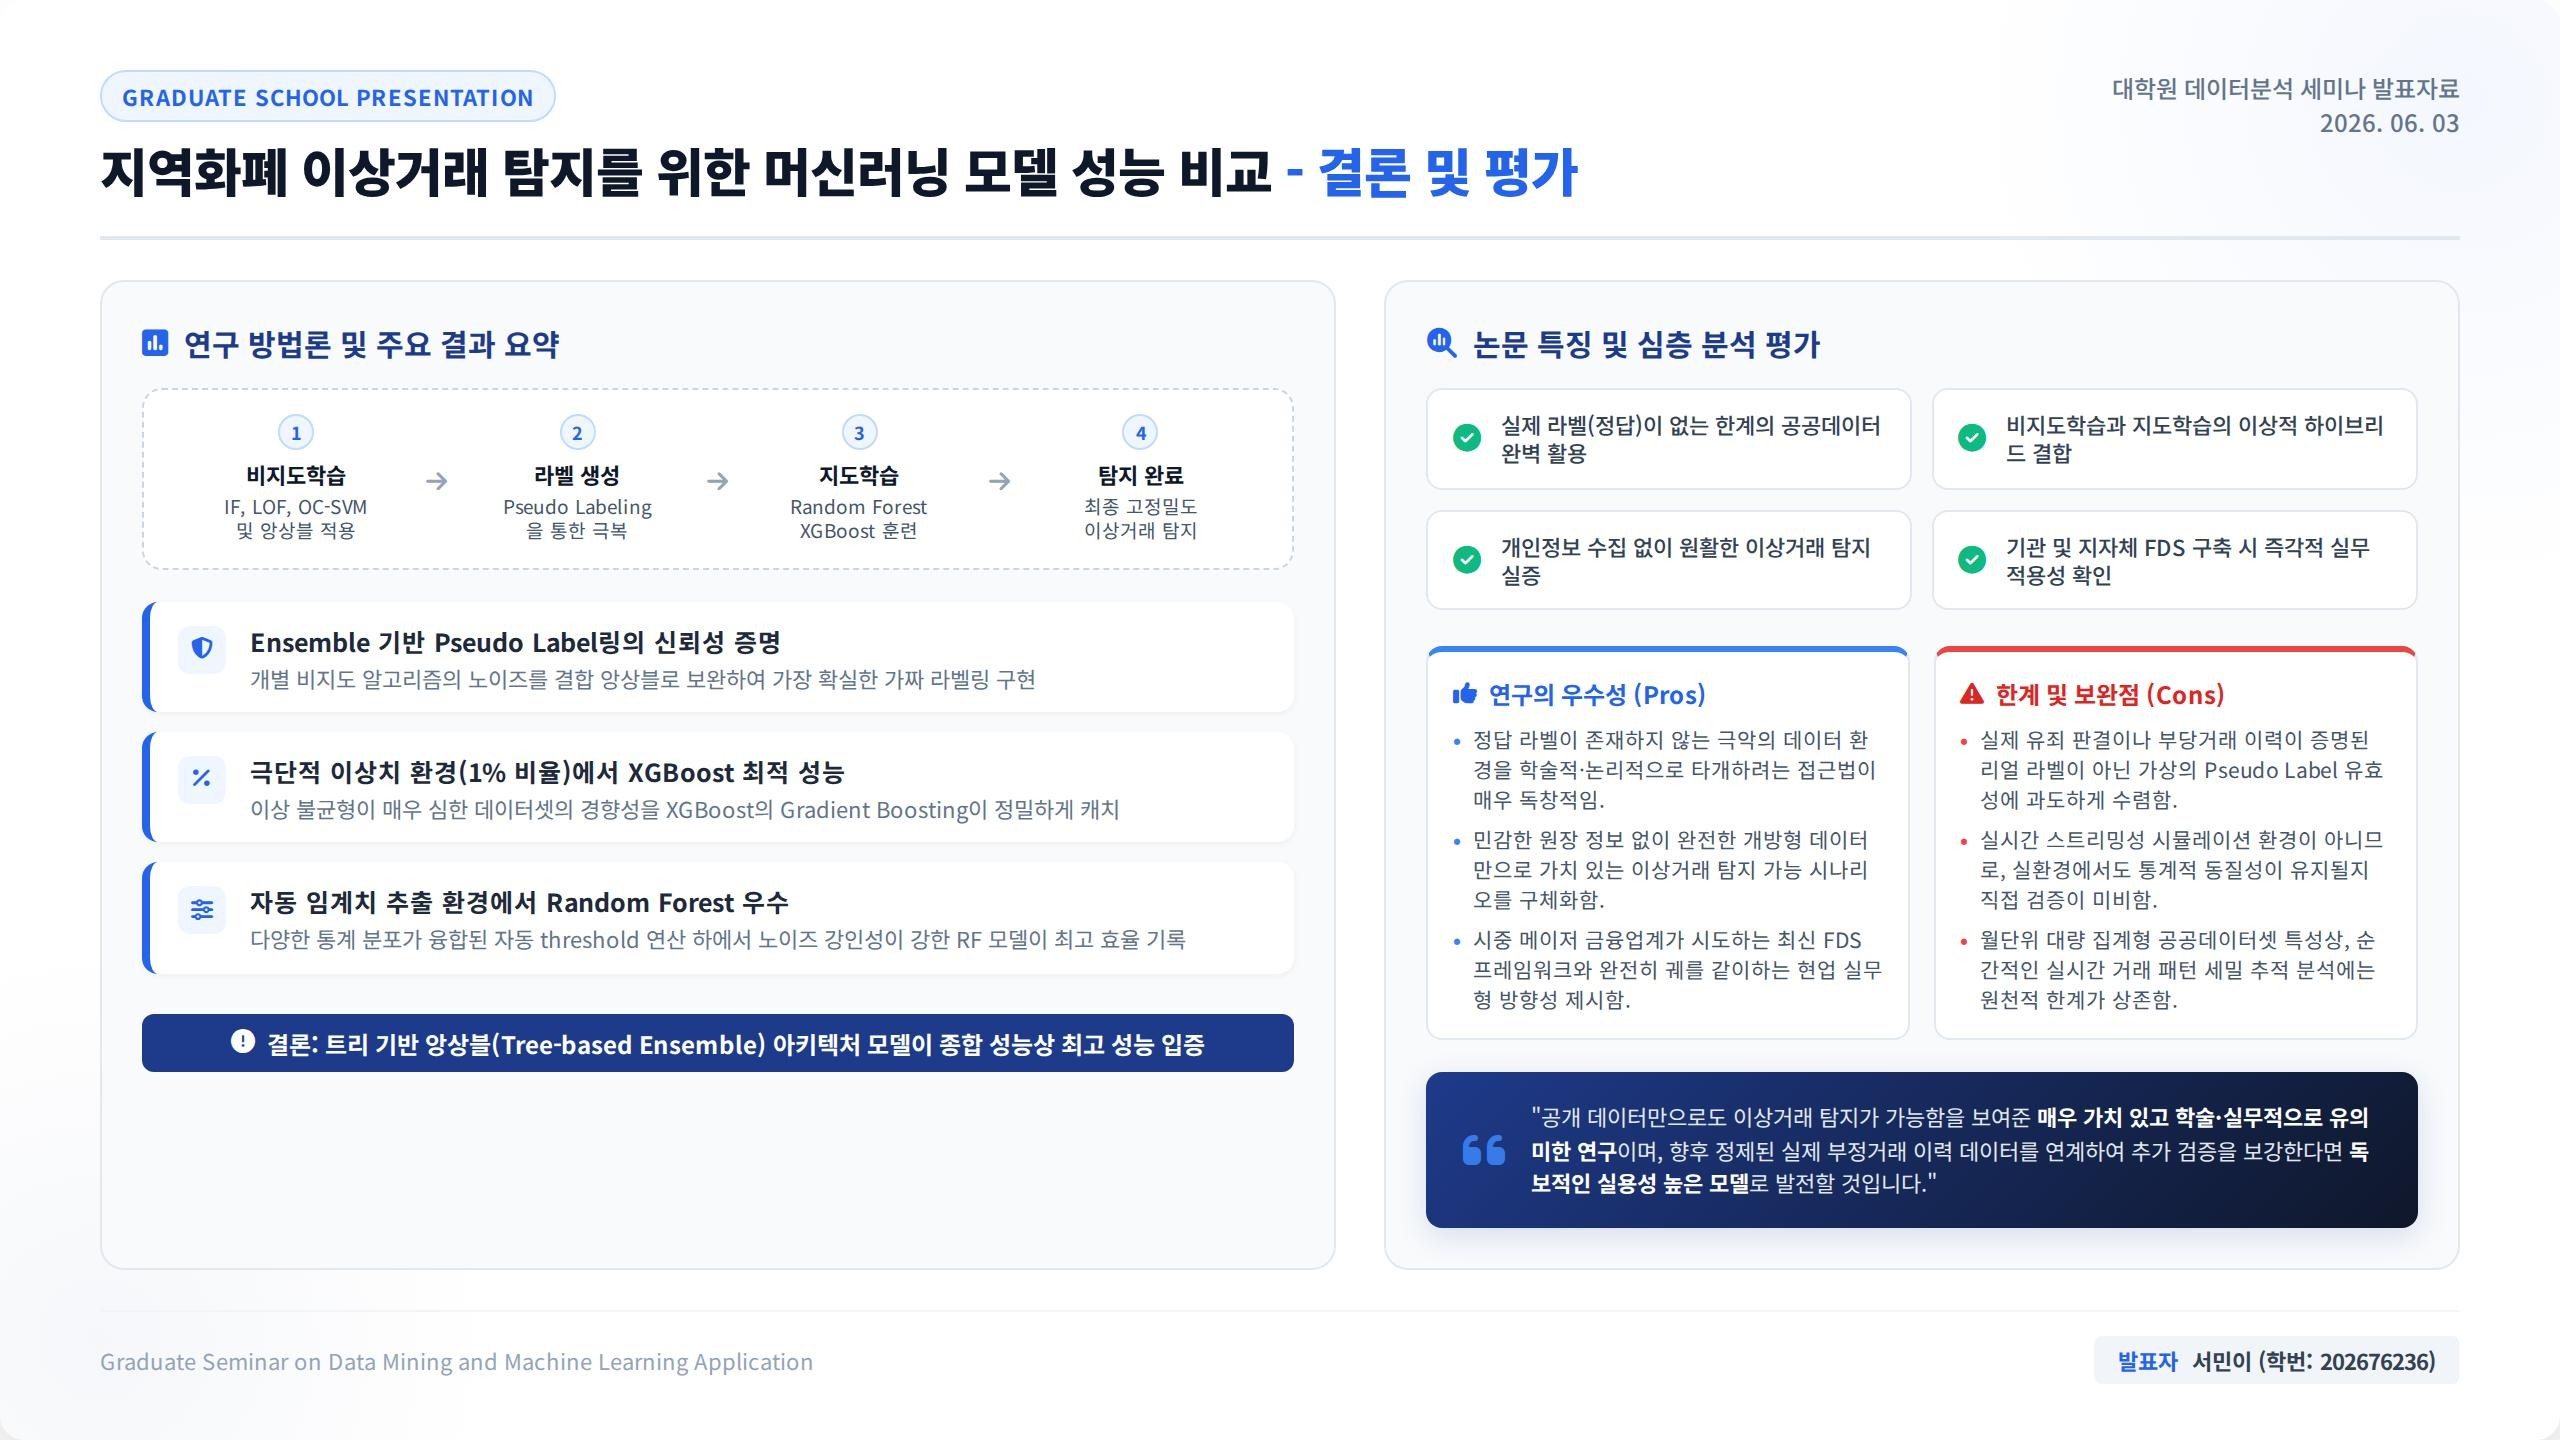 GRADUATE SCHOOL PRESENTATION
대학원 데이터분석 세미나 발표자료
2026. 06. 03
지역화폐 이상거래 탐지를 위한 머신러닝 모델 성능 비교 - 결론 및 평가
연구 방법론 및 주요 결과 요약
1
비지도학습
IF, LOF, OC-SVM
및 앙상블 적용
2
라벨 생성
Pseudo Labeling
을 통한 극복
3
지도학습
Random Forest
XGBoost 훈련
4
탐지 완료
최종 고정밀도
이상거래 탐지
Ensemble 기반 Pseudo Label링의 신뢰성 증명
개별 비지도 알고리즘의 노이즈를 결합 앙상블로 보완하여 가장 확실한 가짜 라벨링 구현
극단적 이상치 환경(1% 비율)에서 XGBoost 최적 성능
이상 불균형이 매우 심한 데이터셋의 경향성을 XGBoost의 Gradient Boosting이 정밀하게 캐치
자동 임계치 추출 환경에서 Random Forest 우수
다양한 통계 분포가 융합된 자동 threshold 연산 하에서 노이즈 강인성이 강한 RF 모델이 최고 효율 기록
결론: 트리 기반 앙상블(Tree-based Ensemble) 아키텍처 모델이 종합 성능상 최고 성능 입증
논문 특징 및 심층 분석 평가
실제 라벨(정답)이 없는 한계의 공공데이터
완벽 활용
비지도학습과 지도학습의 이상적 하이브리
드 결합
개인정보 수집 없이 원활한 이상거래 탐지
실증
기관 및 지자체 FDS 구축 시 즉각적 실무
적용성 확인
연구의 우수성 (Pros)
• 정답 라벨이 존재하지 않는 극악의 데이터 환
경을 학술적·논리적으로 타개하려는 접근법이
매우 독창적임.
• 민감한 원장 정보 없이 완전한 개방형 데이터
만으로 가치 있는 이상거래 탐지 가능 시나리
오를 구체화함.
• 시중 메이저 금융업계가 시도하는 최신 FDS
프레임워크와 완전히 궤를 같이하는 현업 실무
형 방향성 제시함.
한계 및 보완점 (Cons)
• 실제 유죄 판결이나 부당거래 이력이 증명된
리얼 라벨이 아닌 가상의 Pseudo Label 유효
성에 과도하게 수렴함.
• 실시간 스트리밍성 시뮬레이션 환경이 아니므
로, 실환경에서도 통계적 동질성이 유지될지
직접 검증이 미비함.
• 월단위 대량 집계형 공공데이터셋 특성상, 순
간적인 실시간 거래 패턴 세밀 추적 분석에는
원천적 한계가 상존함.
"공개 데이터만으로도 이상거래 탐지가 가능함을 보여준 매우 가치 있고 학술·실무적으로 유의
미한 연구이며, 향후 정제된 실제 부정거래 이력 데이터를 연계하여 추가 검증을 보강한다면 독
보적인 실용성 높은 모델로 발전할 것입니다."
Graduate Seminar on Data Mining and Machine Learning Application
발표자 서민이 (학번: 202676236)